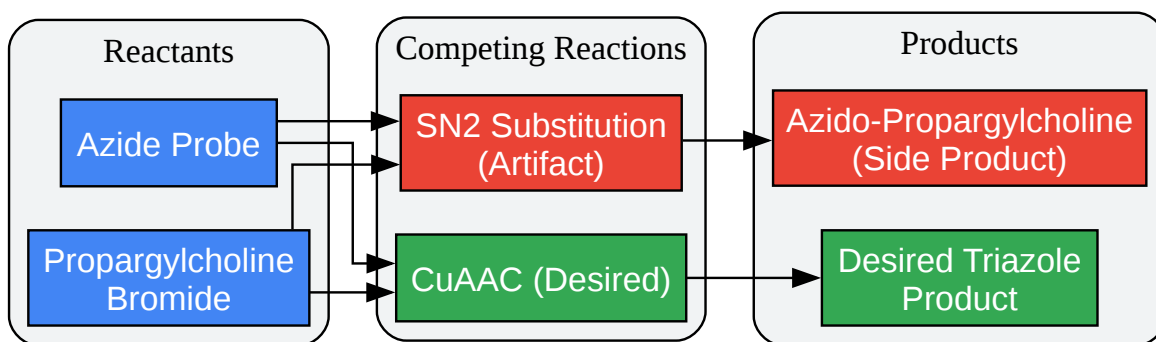 Reactants
Azide Probe
Propargylcholine
Bromide
Competing Reactions
SN2 Substitution
(Artifact)
CuAAC (Desired)
Products
Azido-Propargylcholine
(Side Product)
Desired Triazole
Product